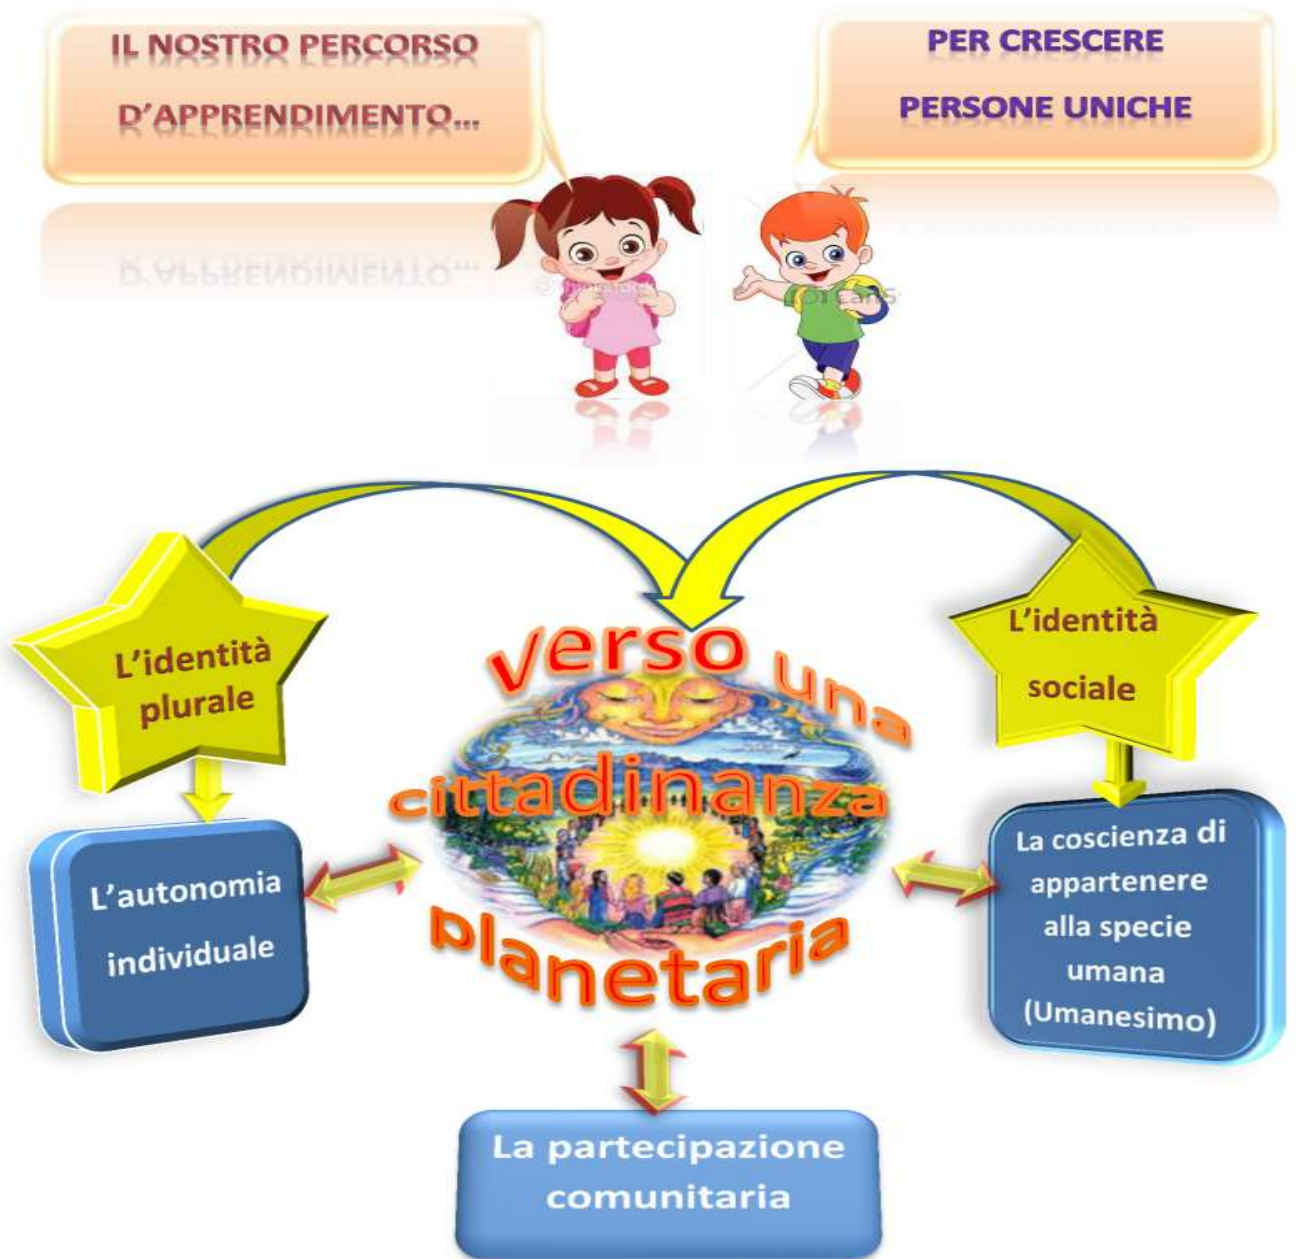 IL NOSTRO PERCORSO
D'APPRENDIMENTO...
PER CRESCERE
PERSONE UNICHE
L'identità
plurale
L'identità
sociale
verso una
cittadinanza
planetaria
L'autonomia
individuale
La coscienza di
appartenere
alla specie
umana
(Umanesimo)
La partecipazione
comunitaria